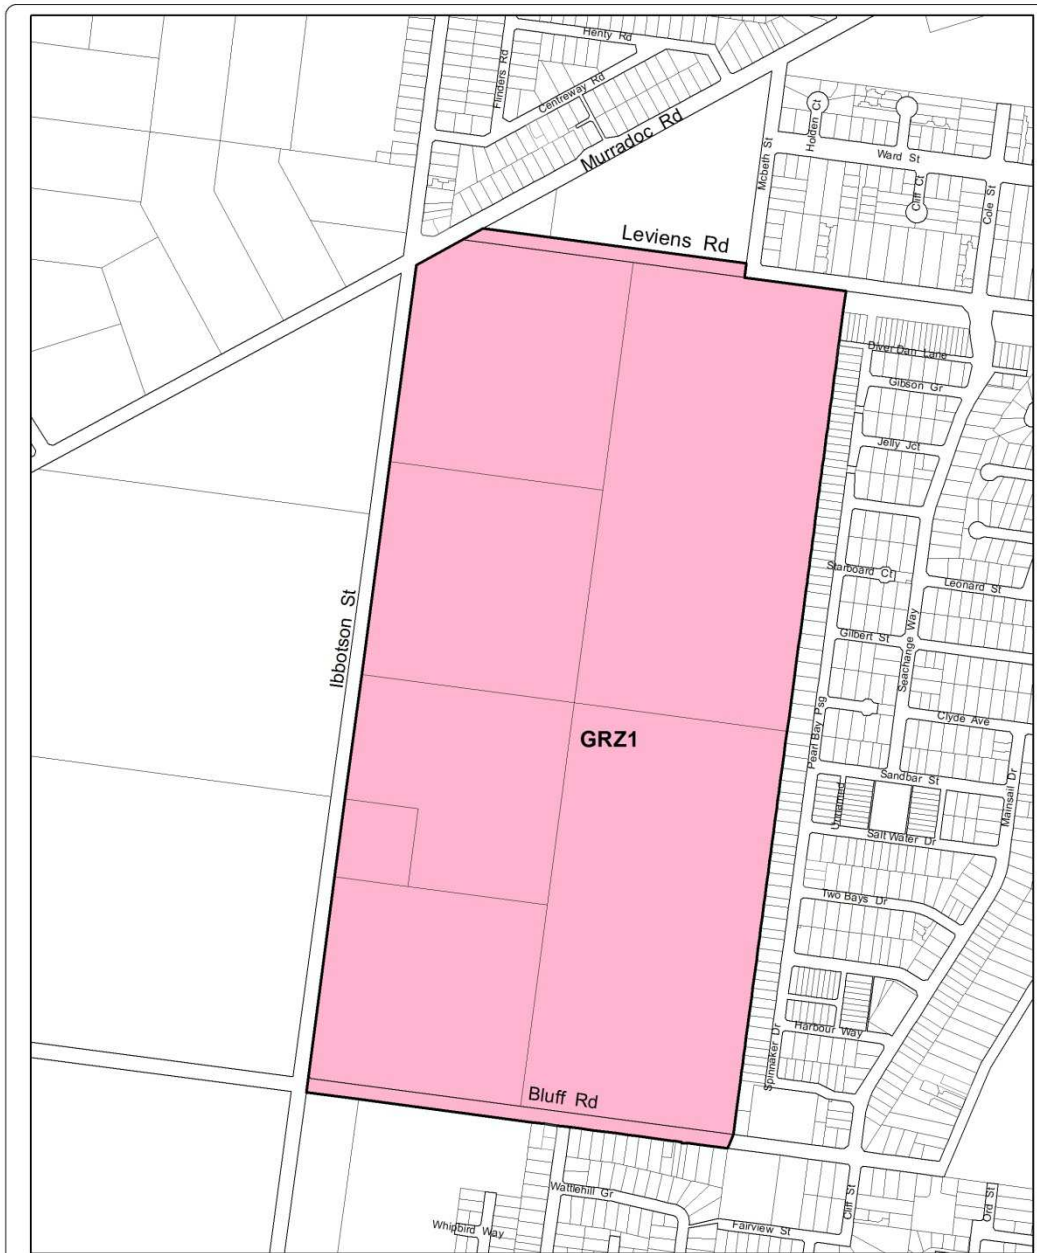 Henty Rd
Flinders Rd
Centreway Rd
Murradoc Rd
Holden Ct
Mcbeth St
Ward St
Cliff Ct
Cole St
Leviens Rd
Diver Dan Lane
Gibson Gr
Jelly Jct
Starboard Ct
Leonard St
Ibbotson St
Gilbert St
Seachange Way
Clyde Ave
Pearl Bay Psg
GRZ1
Sandbar St
Mainsail Dr
Unnamed
Salt Water Dr
Two Bays Dr
Harbour Way
Spinnaker Dr
Bluff Rd
Wattlehill Gr
Cliff St
Ord St
Whipbird Way
Fairview St